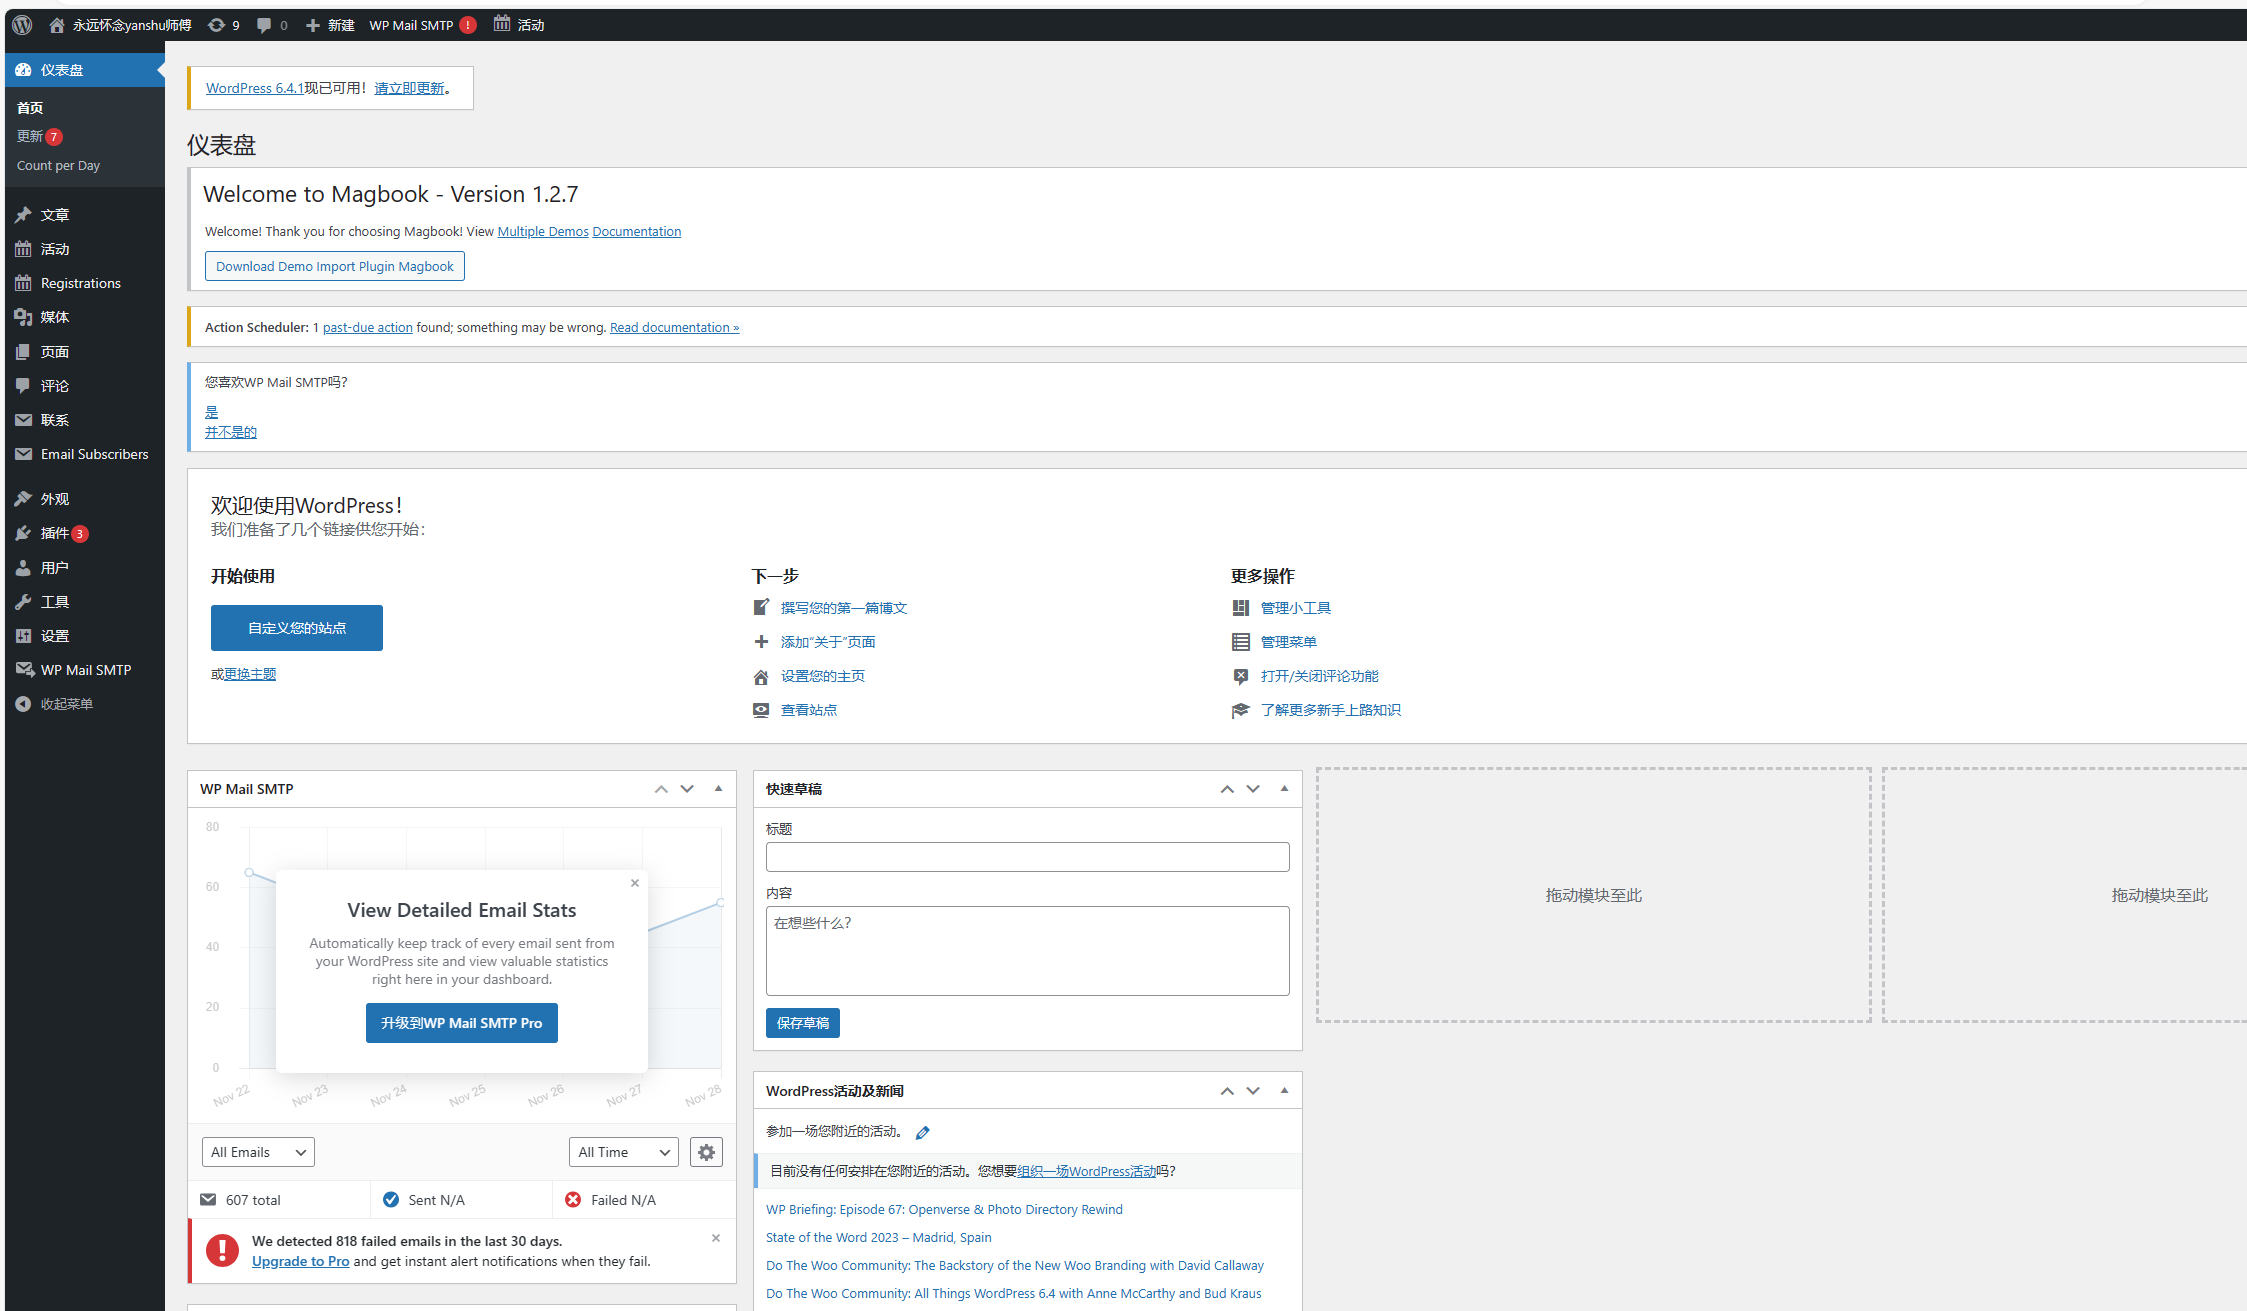 永远怀念yanshu师傅 9 0 新建 WP Mail SMTP ! 活动
仪表盘
首页
更新 7
Count per Day
文章
活动
Registrations
媒体
页面
评论
联系
Email Subscribers
外观
插件 3
用户
工具
设置
WP Mail SMTP
收起菜单
WordPress 6.4.1现已可用！请立即更新。
仪表盘
Welcome to Magbook - Version 1.2.7
Welcome! Thank you for choosing Magbook! View Multiple Demos Documentation
Download Demo Import Plugin Magbook
Action Scheduler: 1 past-due action found; something may be wrong. Read documentation »
您喜欢WP Mail SMTP吗?
是
并不是的
欢迎使用WordPress！
我们准备了几个链接供您开始：
开始使用
自定义您的站点
或更换主题
下一步
撰写您的第一篇博文
添加“关于”页面
设置您的主页
查看站点
更多操作
管理小工具
管理菜单
打开/关闭评论功能
了解更多新手上路知识
WP Mail SMTP
80
60
40
20
0
Nov 22 Nov 23 Nov 24 Nov 25 Nov 26 Nov 27 Nov 28
View Detailed Email Stats
Automatically keep track of every email sent from
your WordPress site and view valuable statistics
right here in your dashboard.
升级到WP Mail SMTP Pro
All Emails
All Time
607 total
Sent N/A
Failed N/A
We detected 818 failed emails in the last 30 days.
Upgrade to Pro and get instant alert notifications when they fail.
快速草稿
标题
内容
在想些什么?
保存草稿
WordPress活动及新闻
参加一场您附近的活动。
目前没有任何安排在您附近的活动。您想要组织一场WordPress活动吗?
WP Briefing: Episode 67: Openverse & Photo Directory Rewind
State of the Word 2023 – Madrid, Spain
Do The Woo Community: The Backstory of the New Woo Branding with David Callaway
Do The Woo Community: All Things WordPress 6.4 with Anne McCarthy and Bud Kraus
拖动模块至此
拖动模块至此